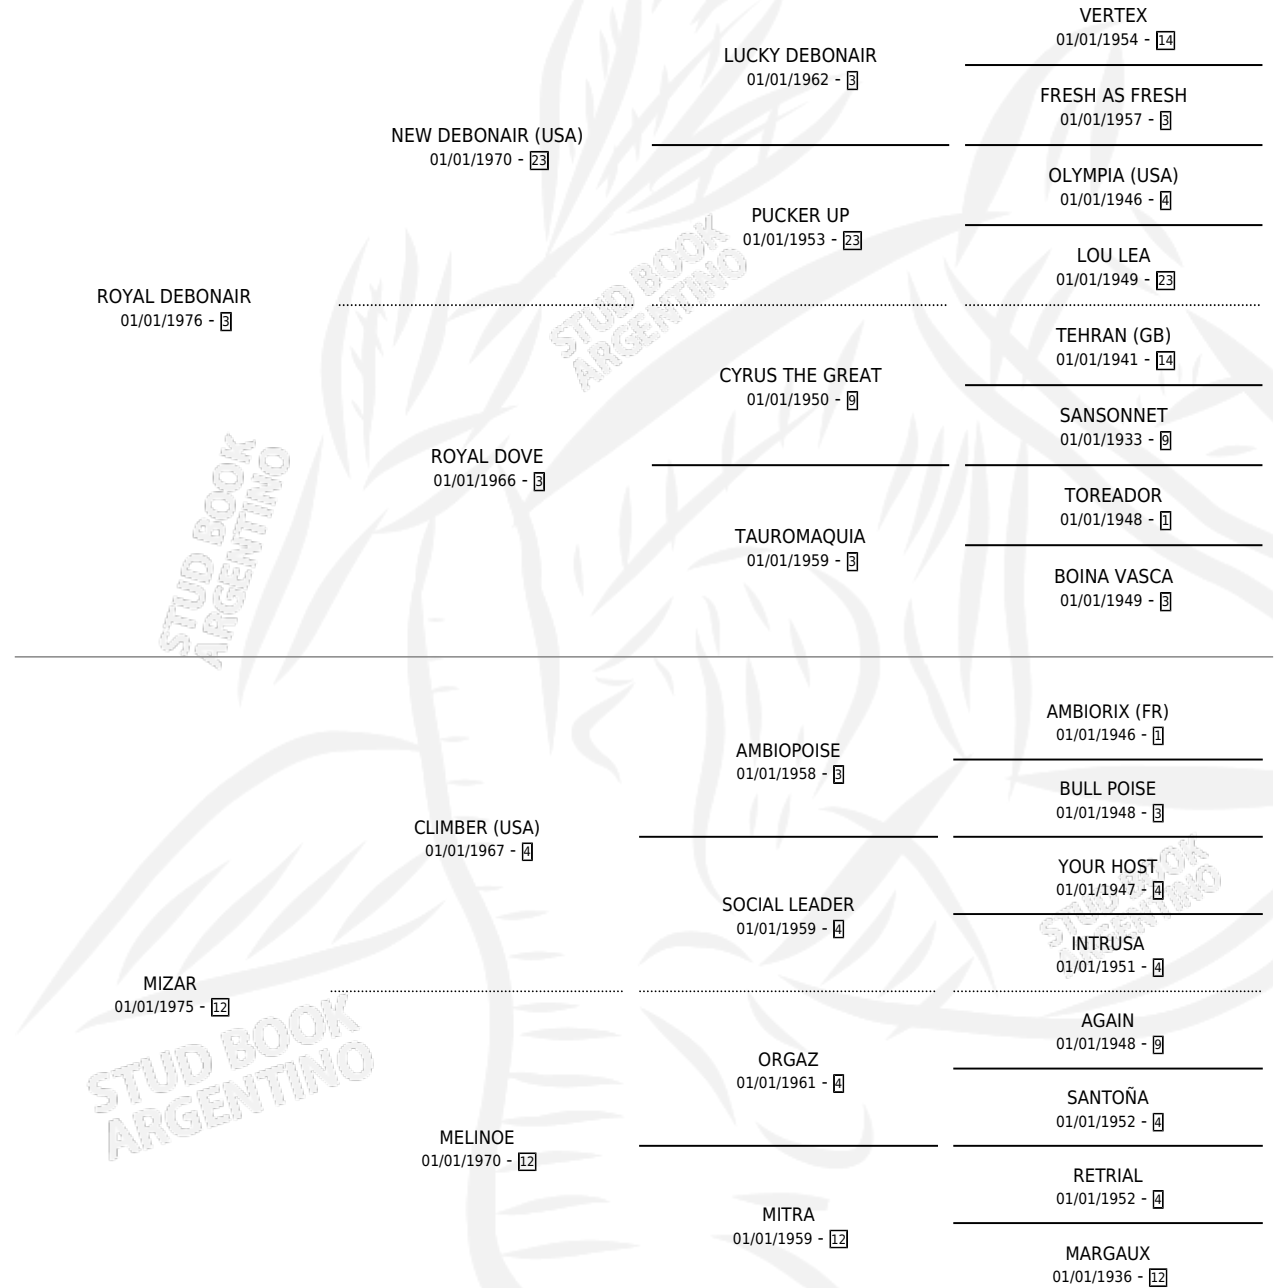 VERTEX
01/01/1954 - 14
LUCKY DEBONAIR
01/01/1962 - 3
FRESH AS FRESH
01/01/1957 - 3
NEW DEBONAIR (USA)
01/01/1970 - 23
OLYMPIA (USA)
01/01/1946 - 4
PUCKER UP
01/01/1953 - 23
LOU LEA
01/01/1949 - 23
ROYAL DEBONAIR
01/01/1976 - 3
TEHRAN (GB)
01/01/1941 - 14
CYRUS THE GREAT
01/01/1950 - 9
SANSONNET
01/01/1933 - 9
ROYAL DOVE
01/01/1966 - 3
TOREADOR
01/01/1948 - 1
TAUROMAQUIA
01/01/1959 - 3
BOINA VASCA
01/01/1949 - 3
AMBIORIX (FR)
01/01/1946 - 1
AMBIOPOISE
01/01/1958 - 3
BULL POISE
01/01/1948 - 3
CLIMBER (USA)
01/01/1967 - 4
YOUR HOST
01/01/1947 - 4
SOCIAL LEADER
01/01/1959 - 4
INTRUSA
01/01/1951 - 4
MIZAR
01/01/1975 - 12
AGAIN
01/01/1948 - 9
ORGAZ
01/01/1961 - 4
SANTOÑA
01/01/1952 - 4
MELINOE
01/01/1970 - 12
RETRIAL
01/01/1952 - 4
MITRA
01/01/1959 - 12
MARGAUX
01/01/1936 - 12
STUD BOOK
ARGENTINO
STUD BOOK
ARGENTINO
STUD BOOK
ARGENTINO
STUD BOOK
ARGENTINO